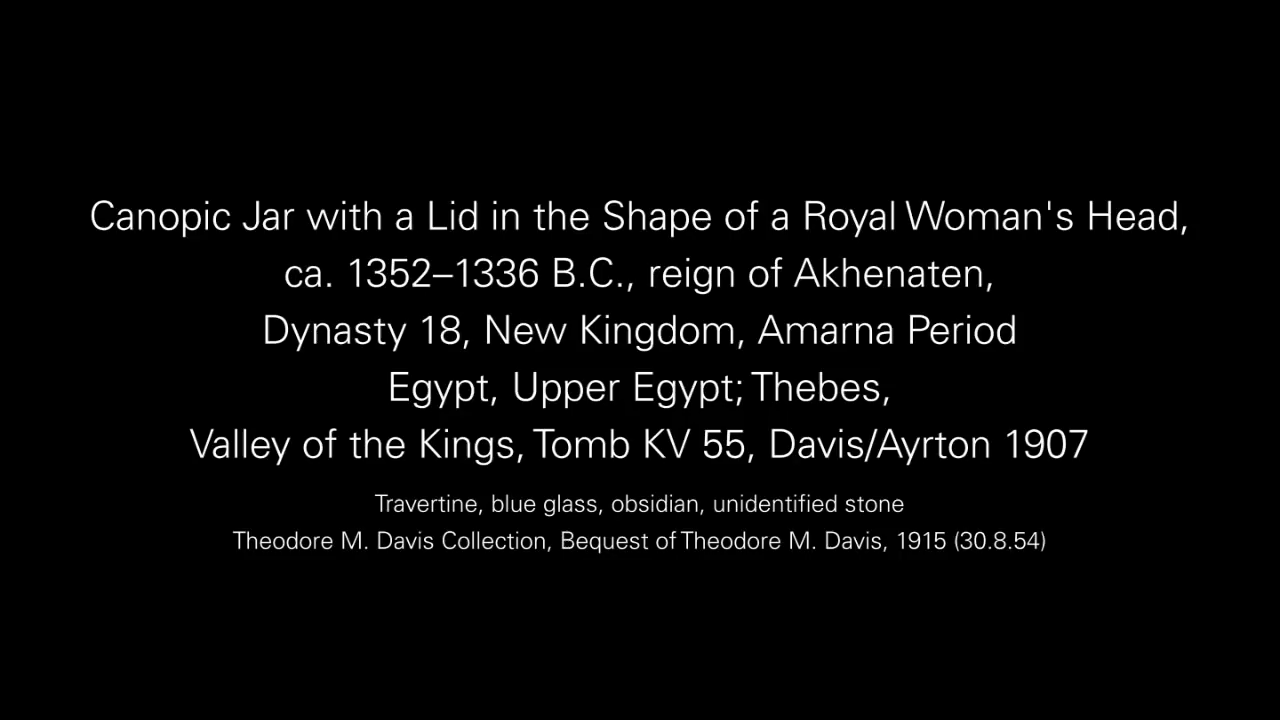 Canopic Jar with a Lid in the Shape of a Royal Woman's Head,
ca. 1352–1336 B.C., reign of Akhenaten,
Dynasty 18, New Kingdom, Amarna Period
Egypt, Upper Egypt; Thebes,
Valley of the Kings, Tomb KV 55, Davis/Ayrton 1907
Travertine, blue glass, obsidian, unidentified stone
Theodore M. Davis Collection, Bequest of Theodore M. Davis, 1915 (30.8.54)